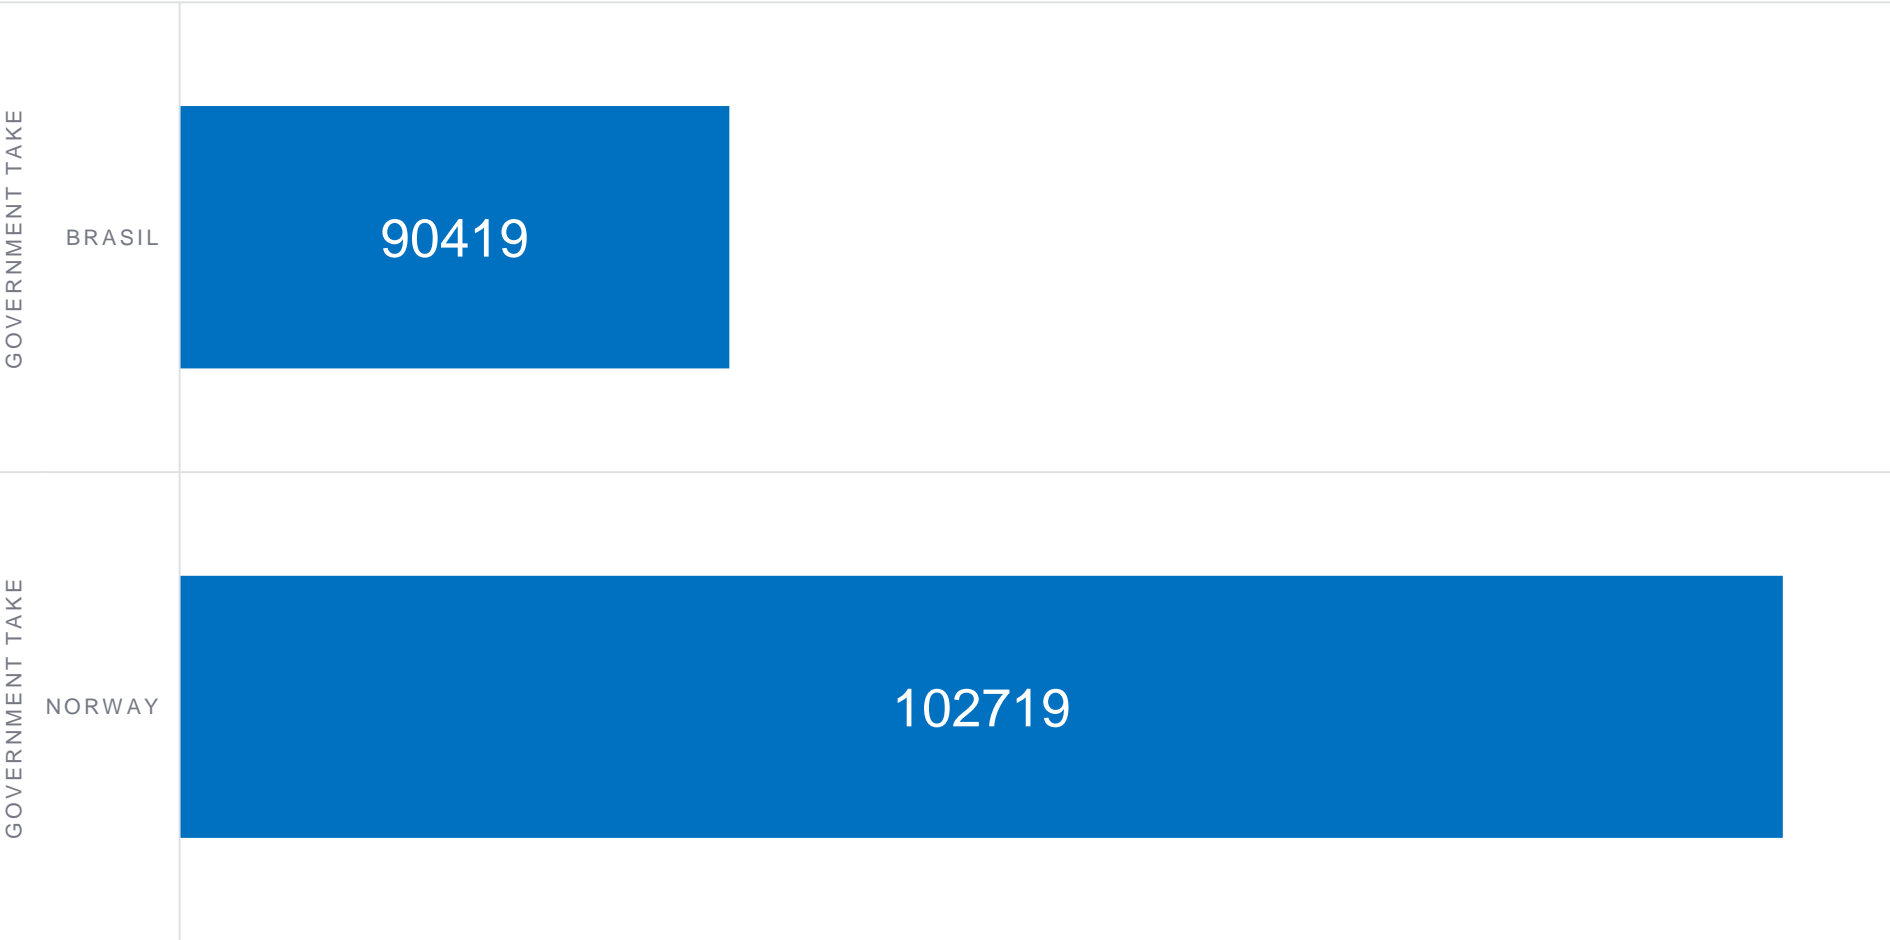 GOVERNMENT TAKE
BRASIL
90419
GOVERNMENT TAKE
NORWAY
102719